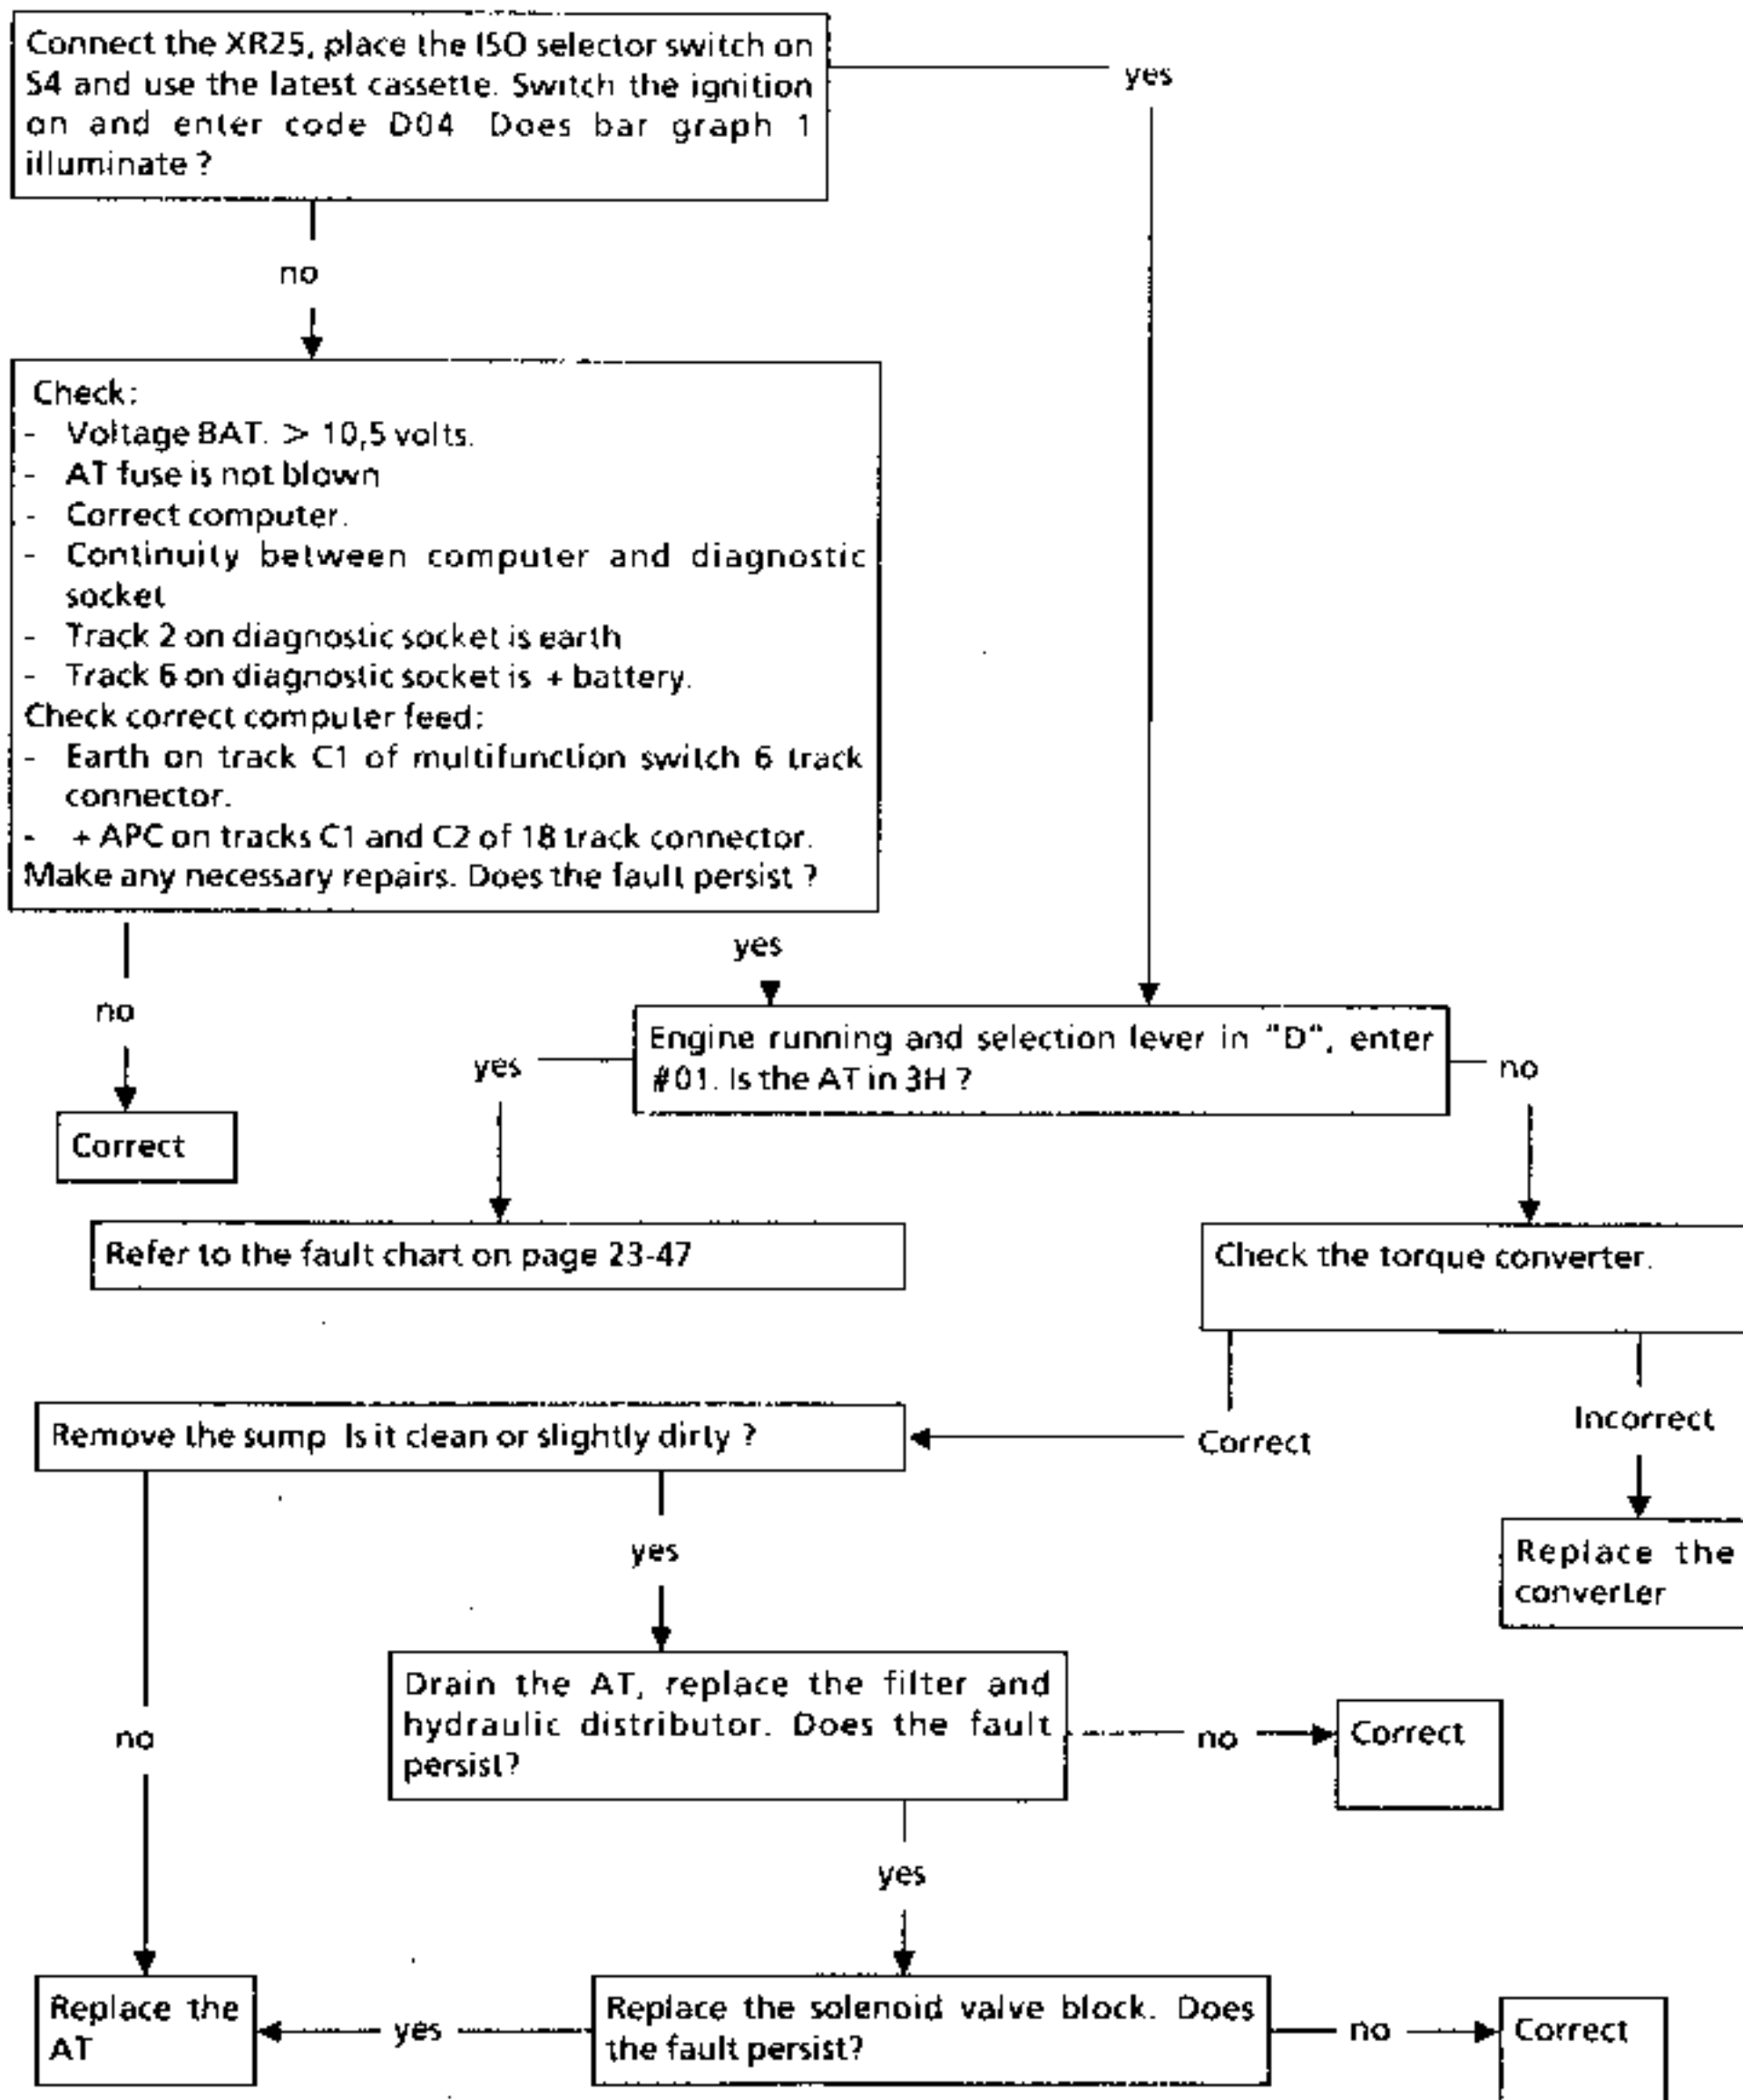 Connect the XR25, place the ISO selector switch on
S4 and use the latest cassette. Switch the ignition
on and enter code D04 Does bar graph 1
illuminate ?
yes
no
Check:
- Voltage BAT. > 10,5 volts.
- AT fuse is not blown
- Correct computer.
- Continuity between computer and diagnostic
socket
- Track 2 on diagnostic socket is earth
- Track 6 on diagnostic socket is + battery.
Check correct computer feed:
- Earth on track C1 of multifunction switch 6 track
connector.
- + APC on tracks C1 and C2 of 18 track connector.
Make any necessary repairs. Does the fault persist ?
yes
no
Engine running and selection lever in "D", enter
#01. Is the AT in 3H ?
yes
no
Correct
Refer to the fault chart on page 23-47
Check the torque converter.
Remove the sump Is it clean or slightly dirty ?
Correct
Incorrect
Replace the
converter
yes
no
Drain the AT, replace the filter and
hydraulic distributor. Does the fault
persist?
no
Correct
yes
Replace the
AT
yes
Replace the solenoid valve block. Does
the fault persist?
no
Correct